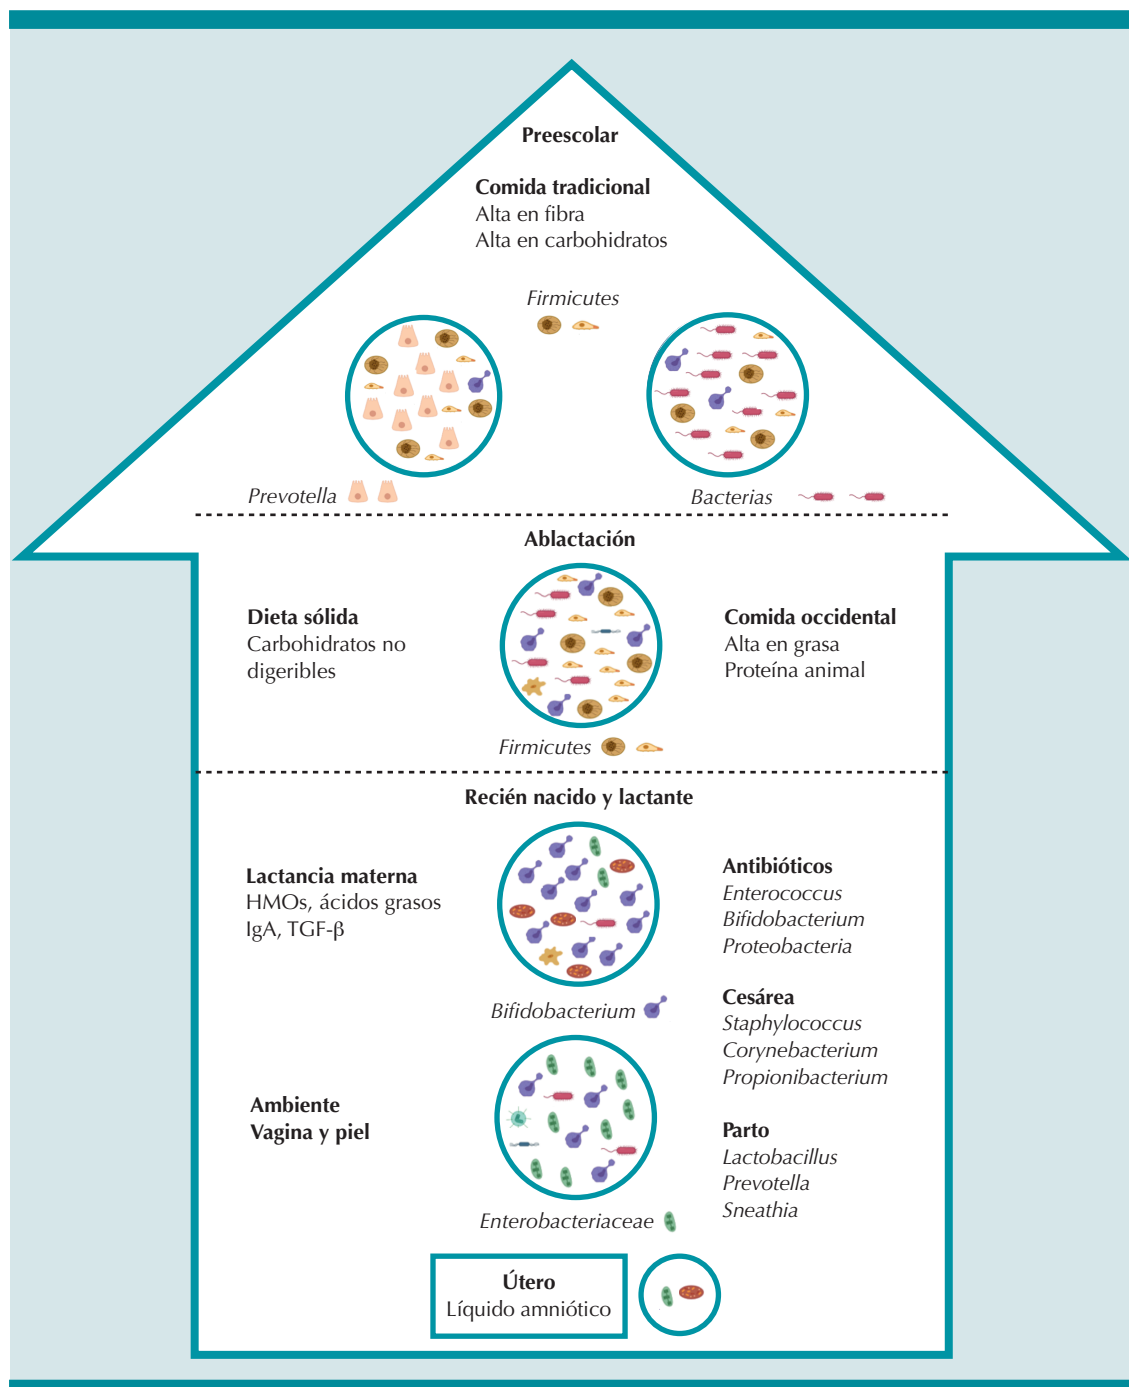 Preescolar
Comida tradicional
Alta en fibra
Alta en carbohidratos
Firmicutes
Prevotella
Bacterias
Ablactación
Dieta sólida
Carbohidratos no
digeribles
Comida occidental
Alta en grasa
Proteína animal
Firmicutes
Recién nacido y lactante
Lactancia materna
HMOs, ácidos grasos
IgA, TGF-β
Antibióticos
Enterococcus
Bifidobacterium
Proteobacteria
Bifidobacterium
Cesárea
Staphylococcus
Corynebacterium
Propionibacterium
Ambiente
Vagina y piel
Parto
Lactobacillus
Prevotella
Sneathia
Enterobacteriaceae
Útero
Líquido amniótico